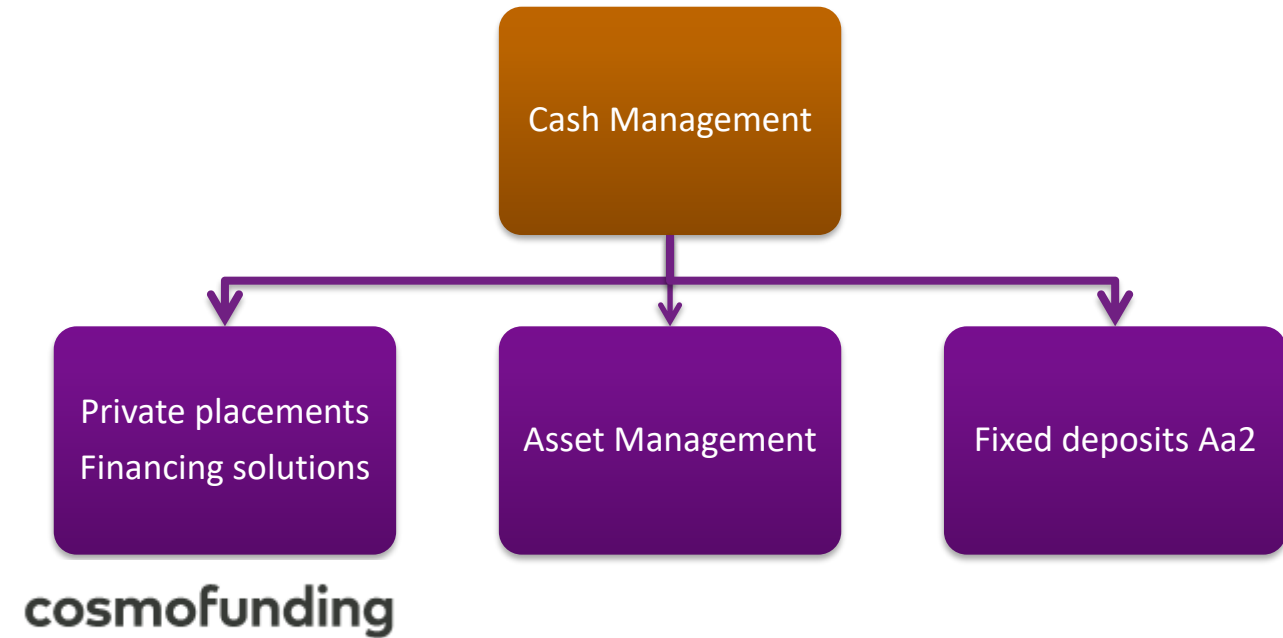 Cash Management
Private placements
Financing solutions
Asset Management
Fixed deposits Aa2
cosmofunding